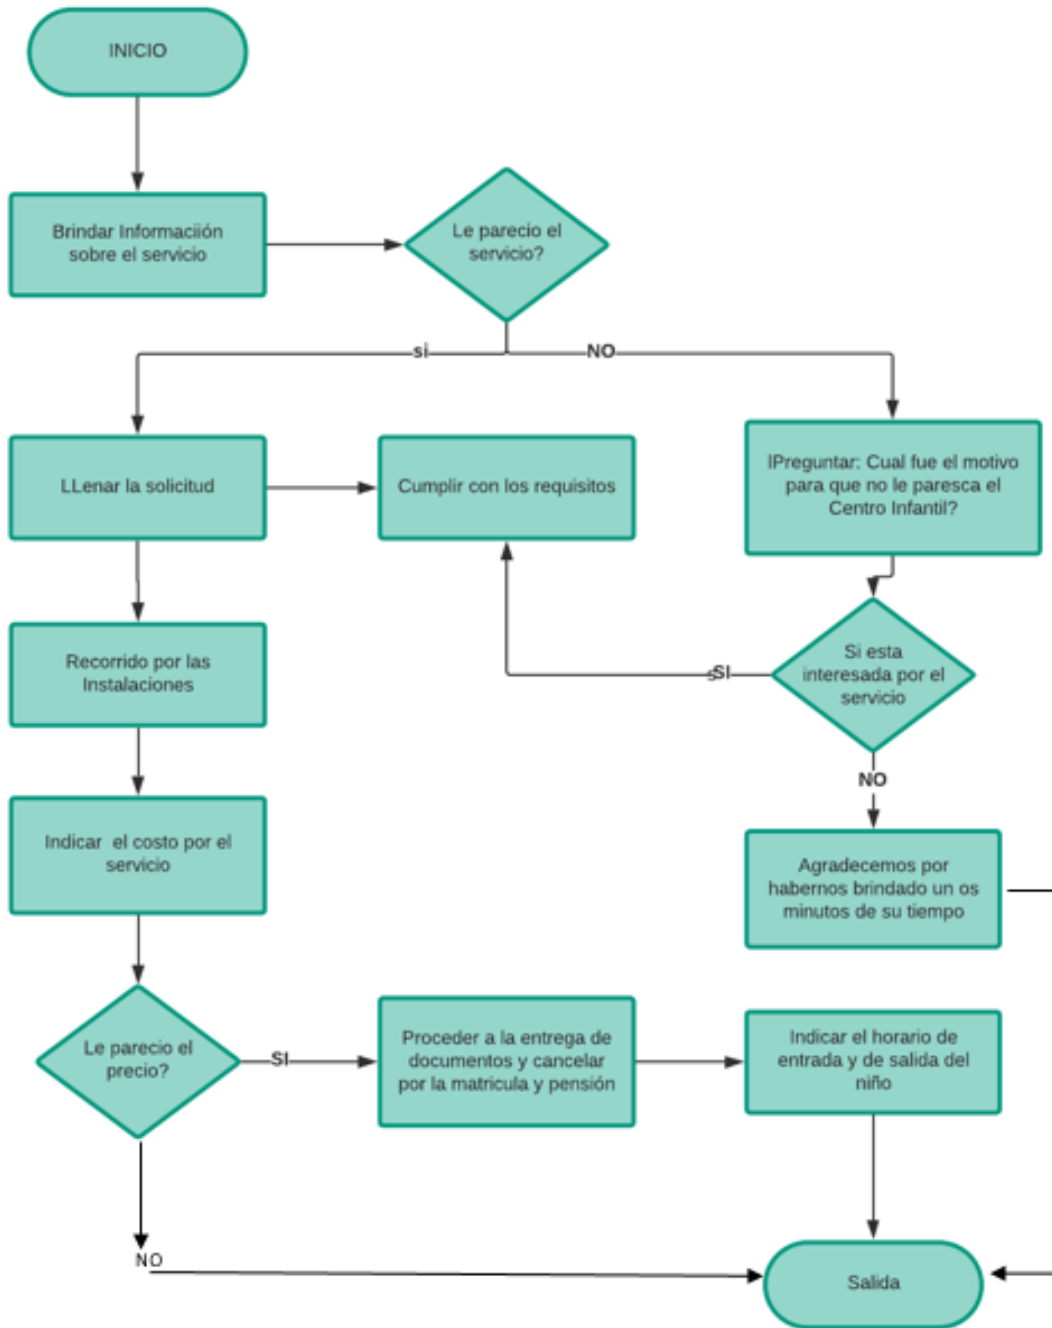 INICIO
Brindar Informaciión
sobre el servicio
Le parecio el
servicio?
si
NO
LLenar la solicitud
Cumplir con los requisitos
lPreguntar: Cual fue el motivo
para que no le paresca el
Centro Infantil?
Recorrido por las
Instalaciones
Si esta
interesada por el
servicio
sSI
NO
Indicar el costo por el
servicio
Agradecemos por
habernos brindado un os
minutos de su tiempo
Le parecio el
precio?
SI
Proceder a la entrega de
documentos y cancelar
por la matricula y pensión
Indicar el horario de
entrada y de salida del
niño
NO
Salida